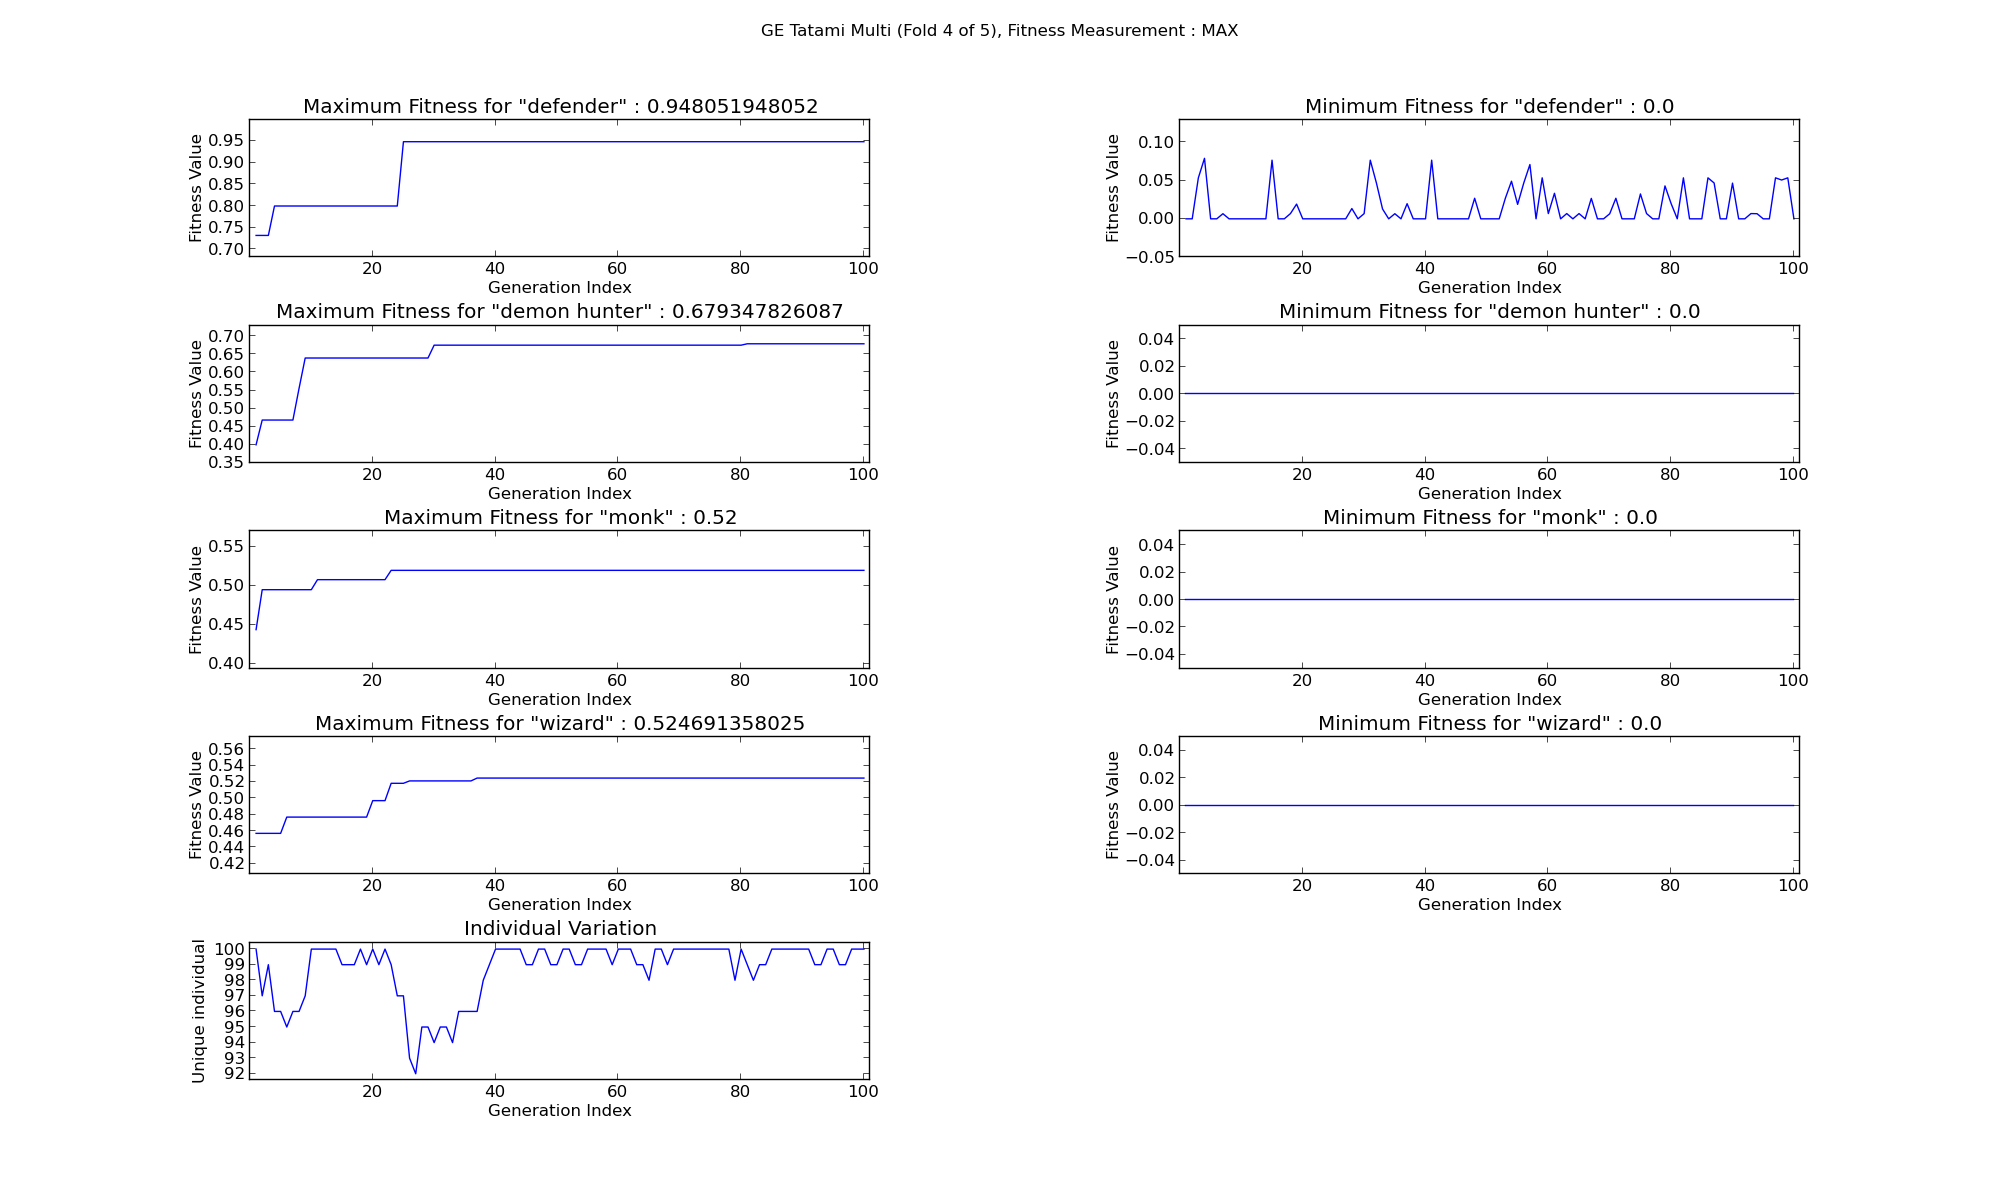 GE Tatami Multi (Fold 4 of 5), Fitness Measurement : MAX
Maximum Fitness for "defender" : 0.948051948052
Fitness Value
0.95
0.90
0.85
0.80
0.75
0.70
20 40 60 80 100
Generation Index
Minimum Fitness for "defender" : 0.0
Fitness Value
0.10
0.05
0.00
−0.05
20 40 60 80 100
Generation Index
Maximum Fitness for "demon hunter" : 0.679347826087
Fitness Value
0.70
0.65
0.60
0.55
0.50
0.45
0.40
0.35
20 40 60 80 100
Generation Index
Minimum Fitness for "demon hunter" : 0.0
Fitness Value
0.04
0.02
0.00
−0.02
−0.04
20 40 60 80 100
Generation Index
Maximum Fitness for "monk" : 0.52
Fitness Value
0.55
0.50
0.45
0.40
20 40 60 80 100
Generation Index
Minimum Fitness for "monk" : 0.0
Fitness Value
0.04
0.02
0.00
−0.02
−0.04
20 40 60 80 100
Generation Index
Maximum Fitness for "wizard" : 0.524691358025
Fitness Value
0.56
0.54
0.52
0.50
0.48
0.46
0.44
0.42
20 40 60 80 100
Generation Index
Minimum Fitness for "wizard" : 0.0
Fitness Value
0.04
0.02
0.00
−0.02
−0.04
20 40 60 80 100
Generation Index
Individual Variation
Unique individual
100
99
98
97
96
95
94
93
92
20 40 60 80 100
Generation Index